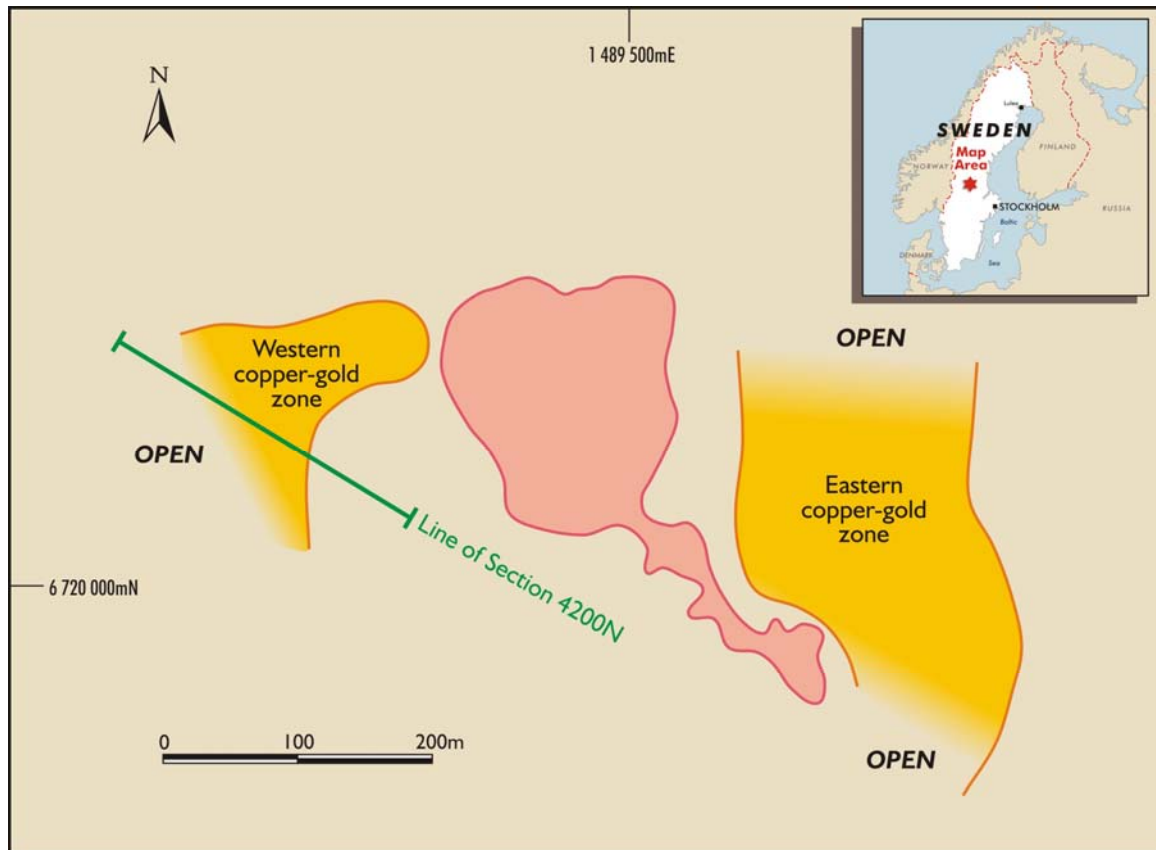 N
1 489 500mE
Lulea
SWEDEN
Map
Area
NORWAY
FINLAND
STOCKHOLM
Baltic
RUSSIA
DENMARK
Sea
OPEN
Western
copper-gold
zone
OPEN
Eastern
copper-gold
zone
Line of Section 4200N
6 720 000mN
0 100 200m
OPEN